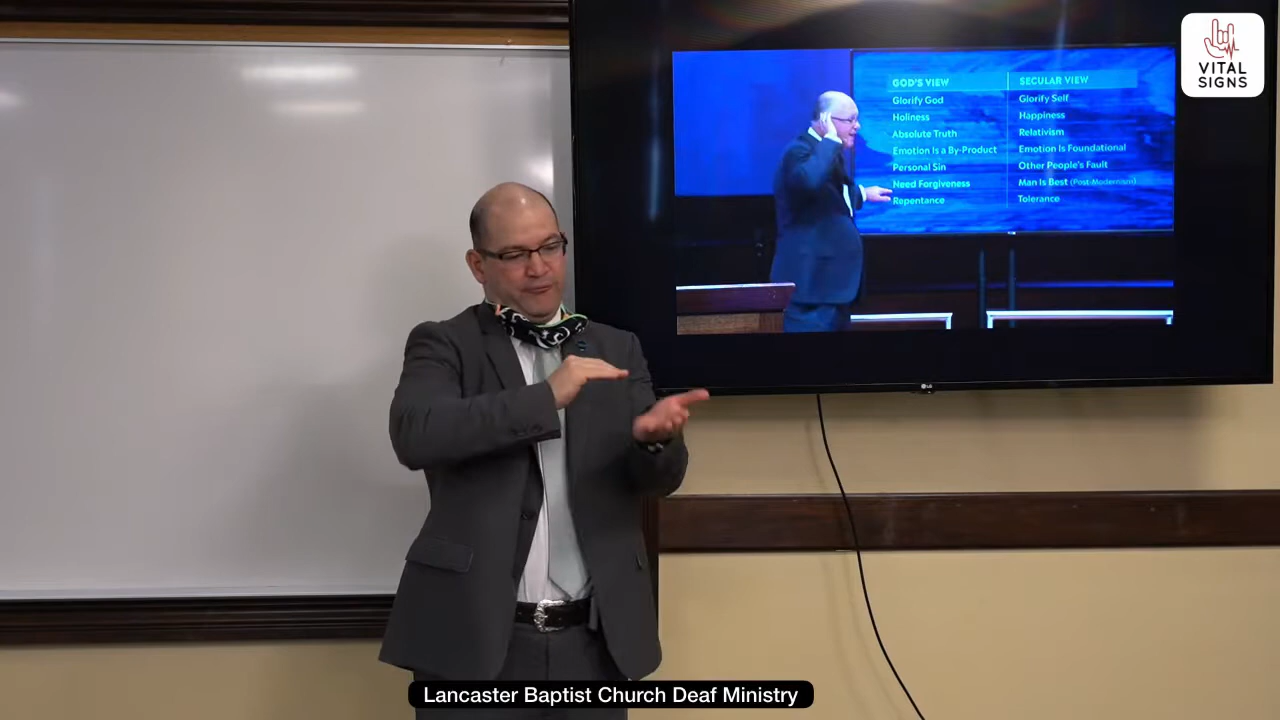 VITAL
SIGNS
GOD'S VIEW SECULAR VIEW
Glorify God Glorify Self
Holiness Happiness
Absolute Truth Relativism
Emotion Is a By-Product Emotion Is Foundational
Personal Sin Other People's Fault
Need Forgiveness Man Is Best (Post-Modernism)
Repentance Tolerance
LG
Lancaster Baptist Church Deaf Ministry